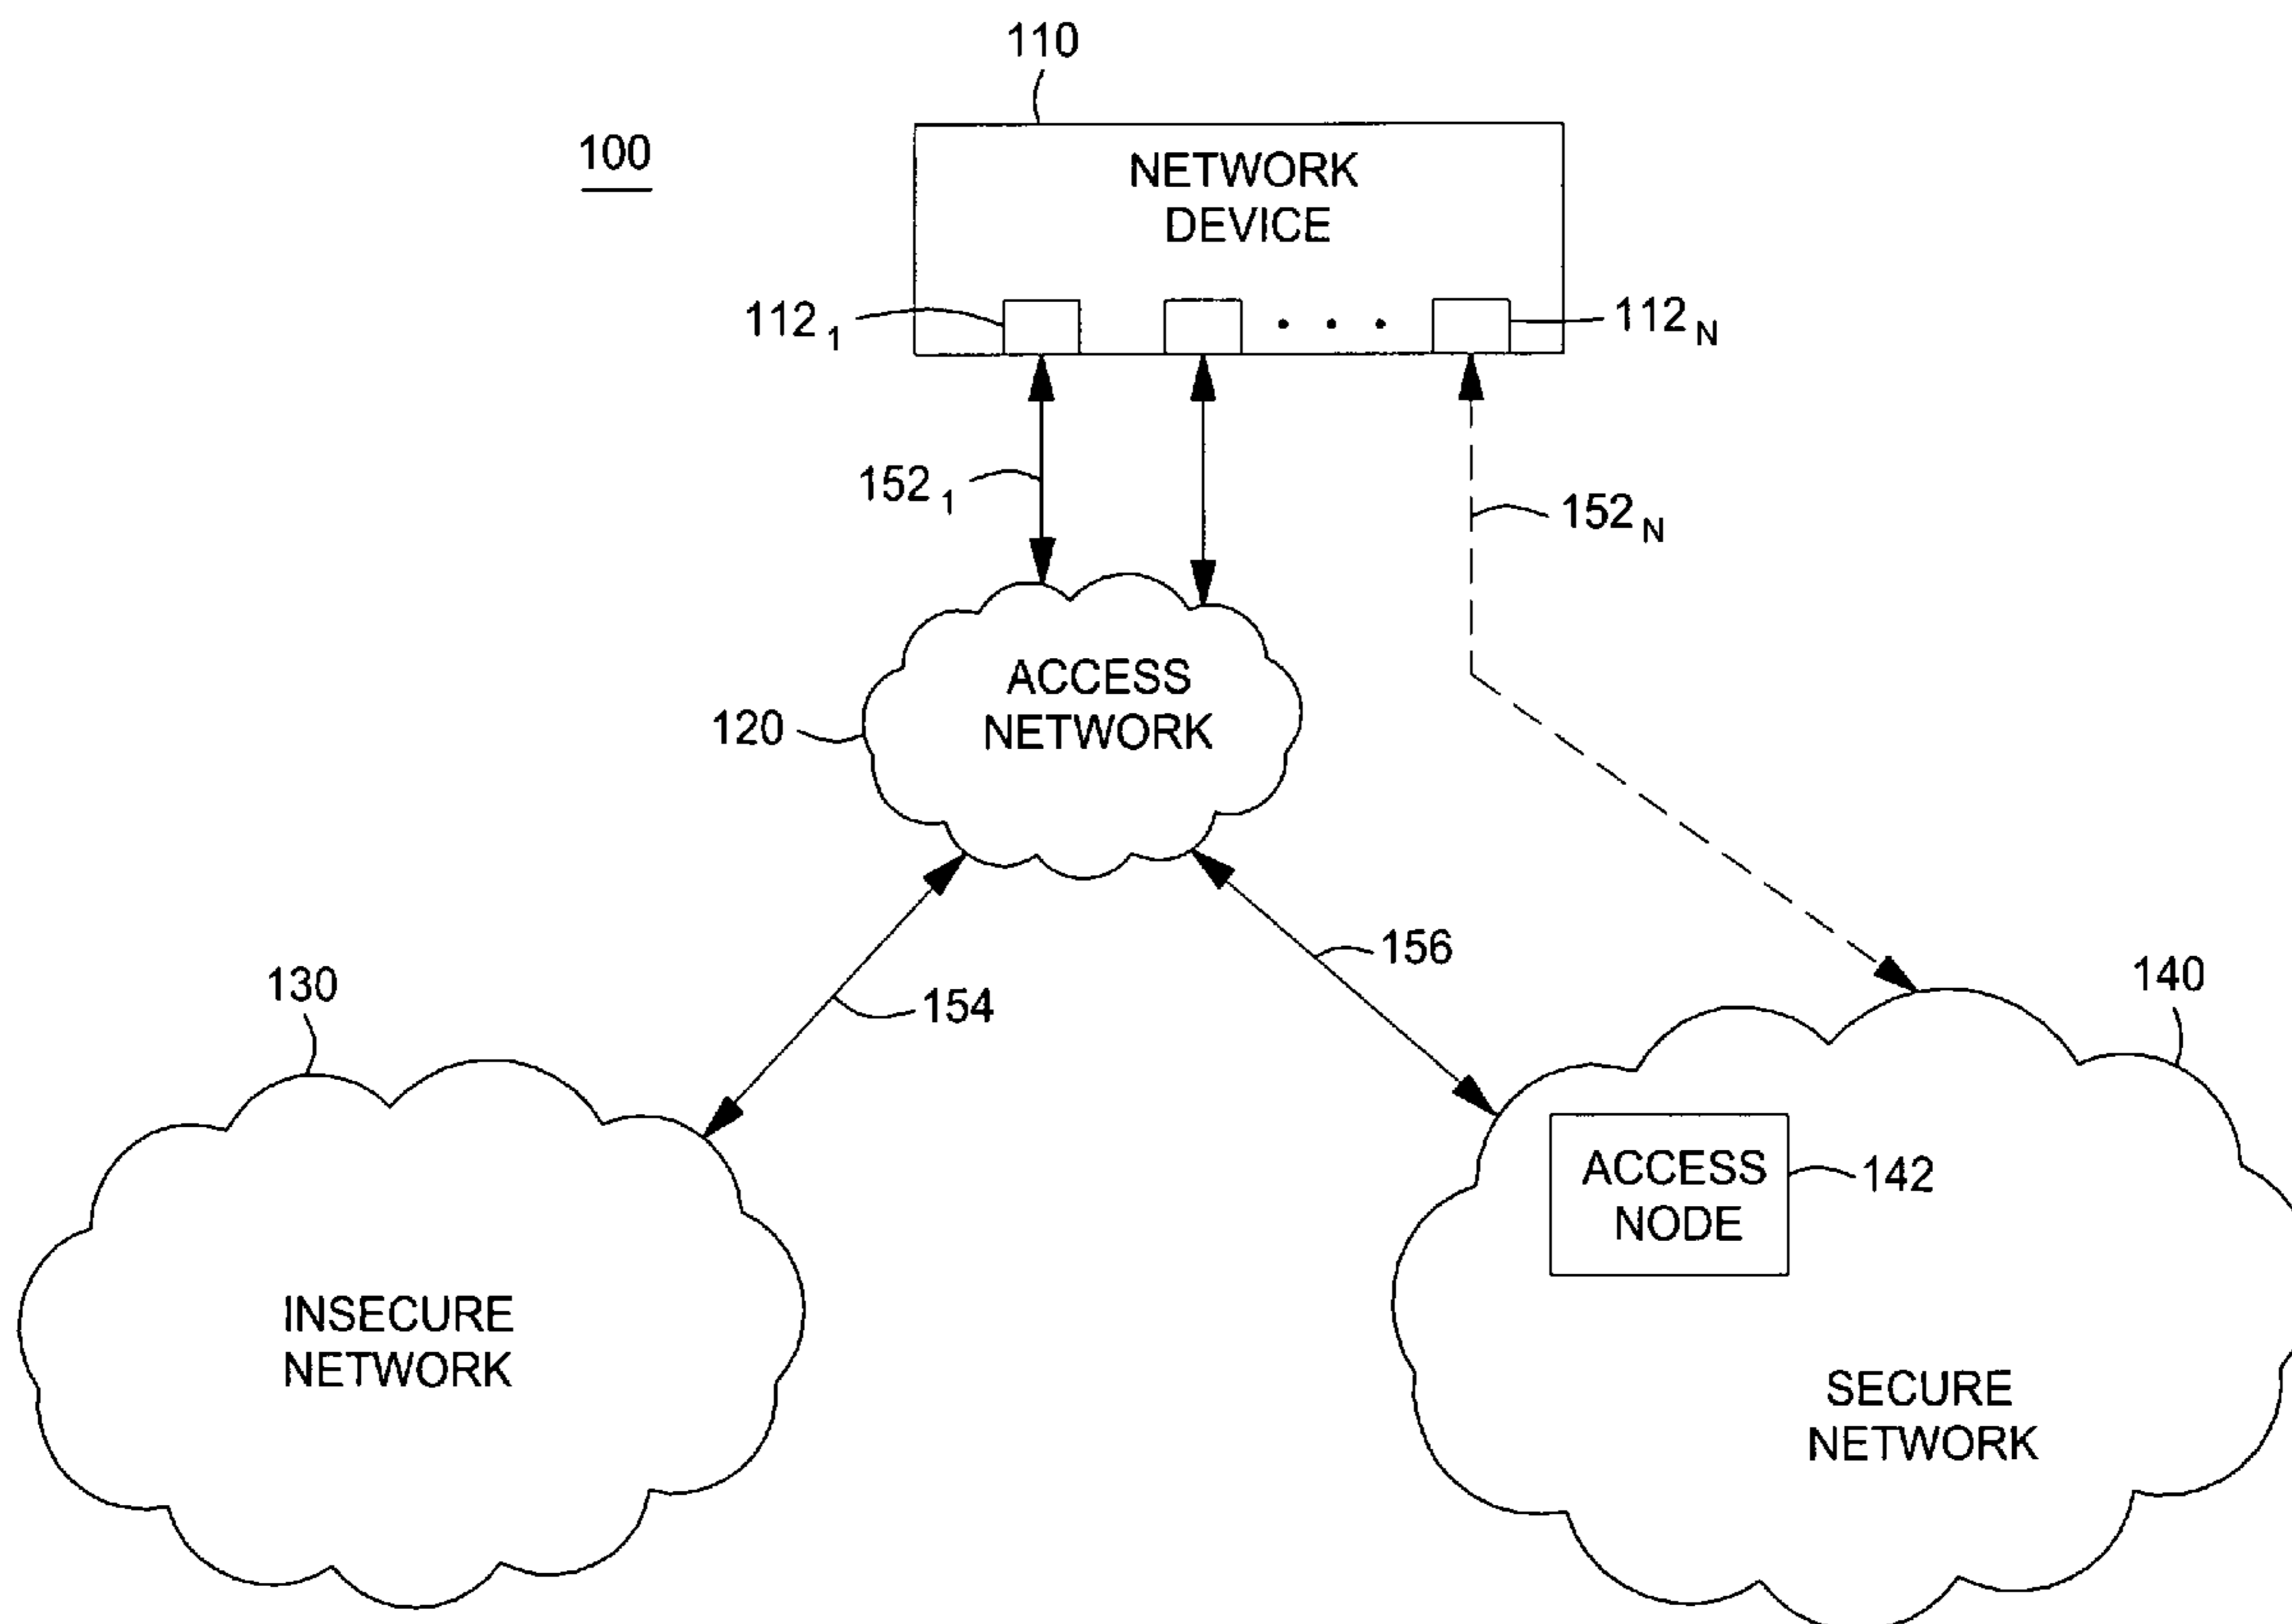 110
100
NETWORK
DEVICE
112 1
112 N
152 1
152 N
ACCESS
NETWORK
120
156
130
154
140
ACCESS
NODE
142
INSECURE
NETWORK
SECURE
NETWORK